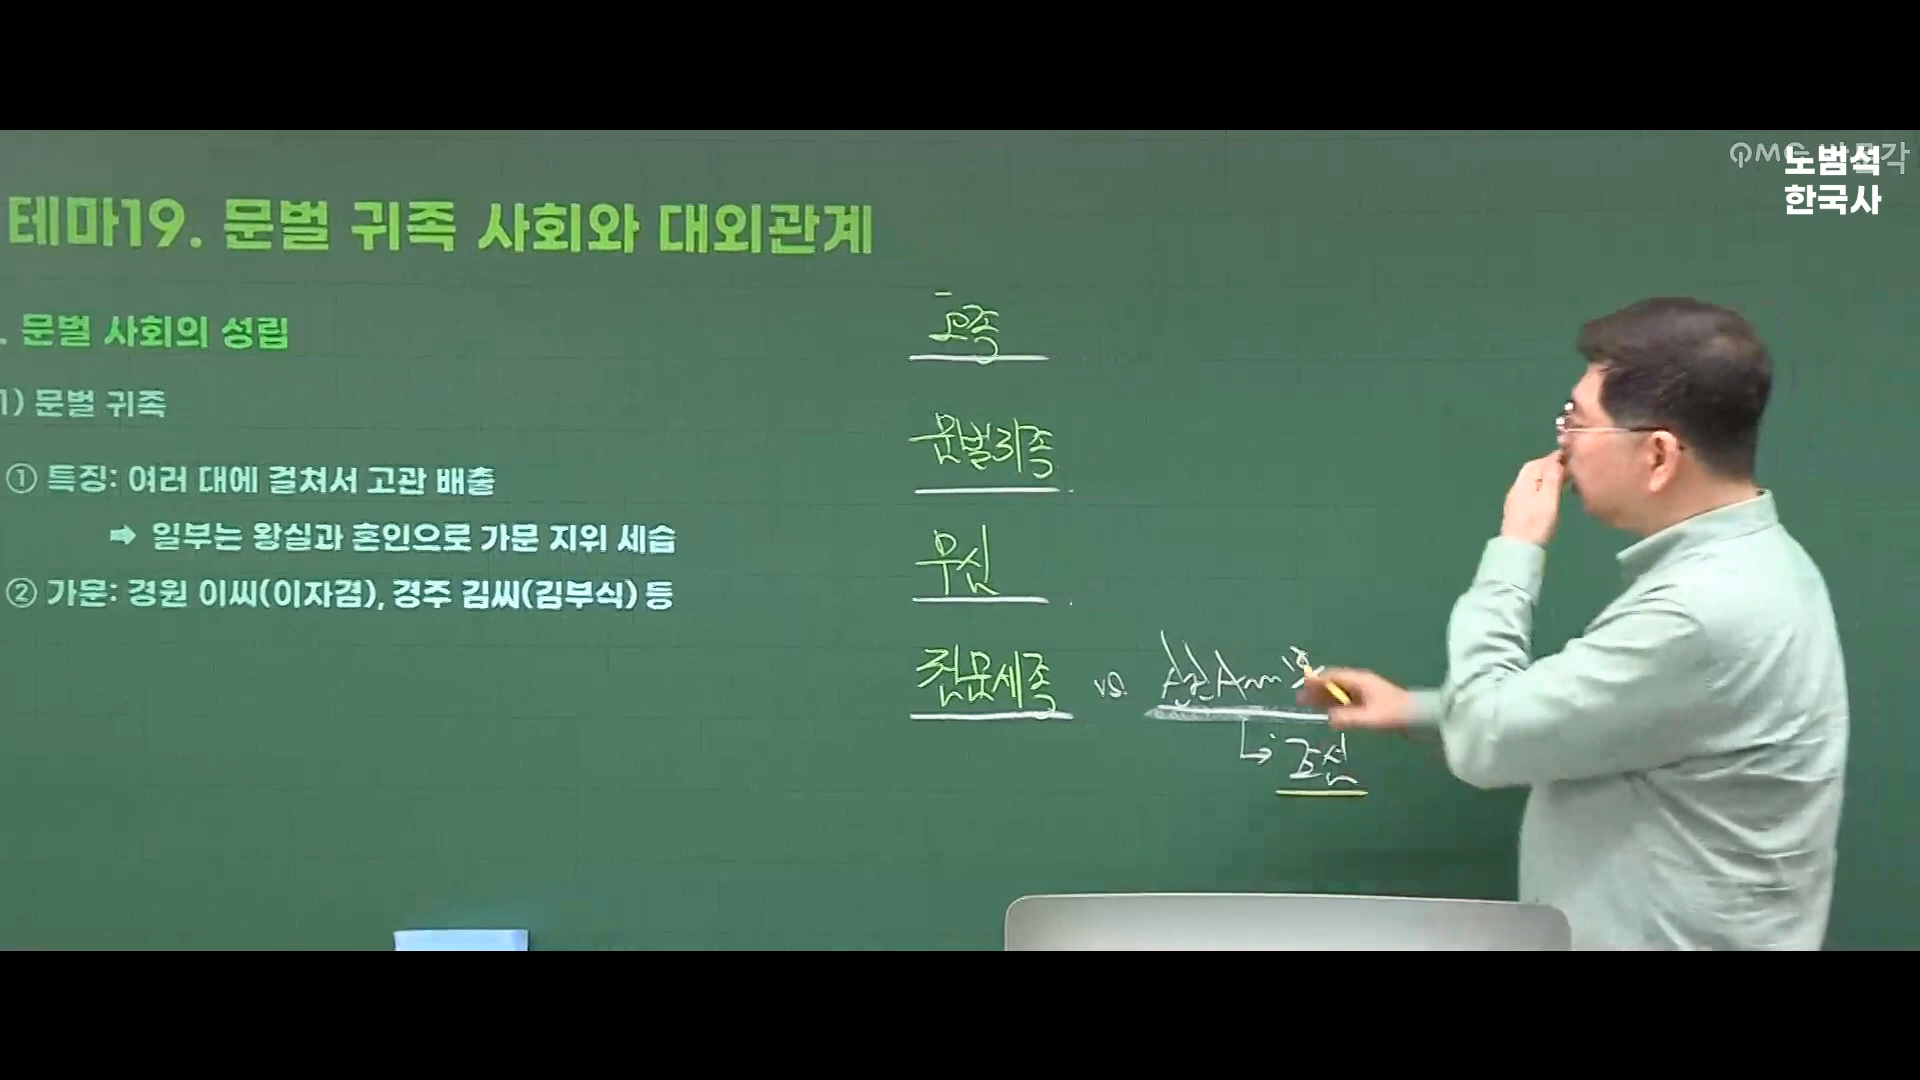 노범석
한국사
테마19. 문벌 귀족 사회와 대외관계
. 문벌 사회의 성립
1) 문벌 귀족
① 특징: 여러 대에 걸쳐서 고관 배출
➡ 일부는 왕실과 혼인으로 가문 지위 세습
② 가문: 경원 이씨(이자겸), 경주 김씨(김부식) 등
호족
문벌귀족
무신
권문세족 vs.
조선